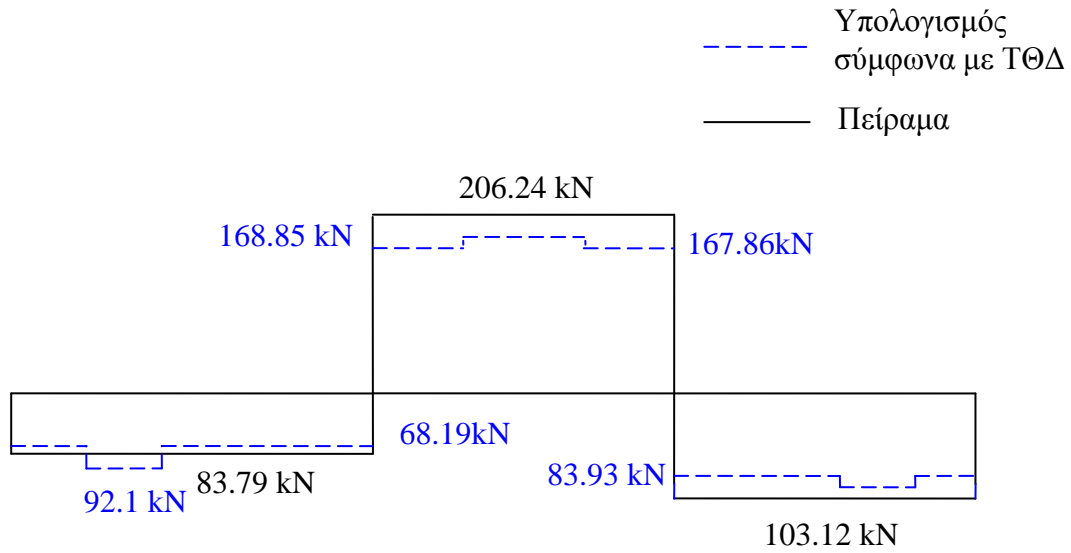 Υπολογισμός
σύμφωνα με ΤΘΔ
Πείραμα
206.24 kN
168.85 kN
167.86kN
68.19kN
83.79 kN
83.93 kN
92.1 kN
103.12 kN